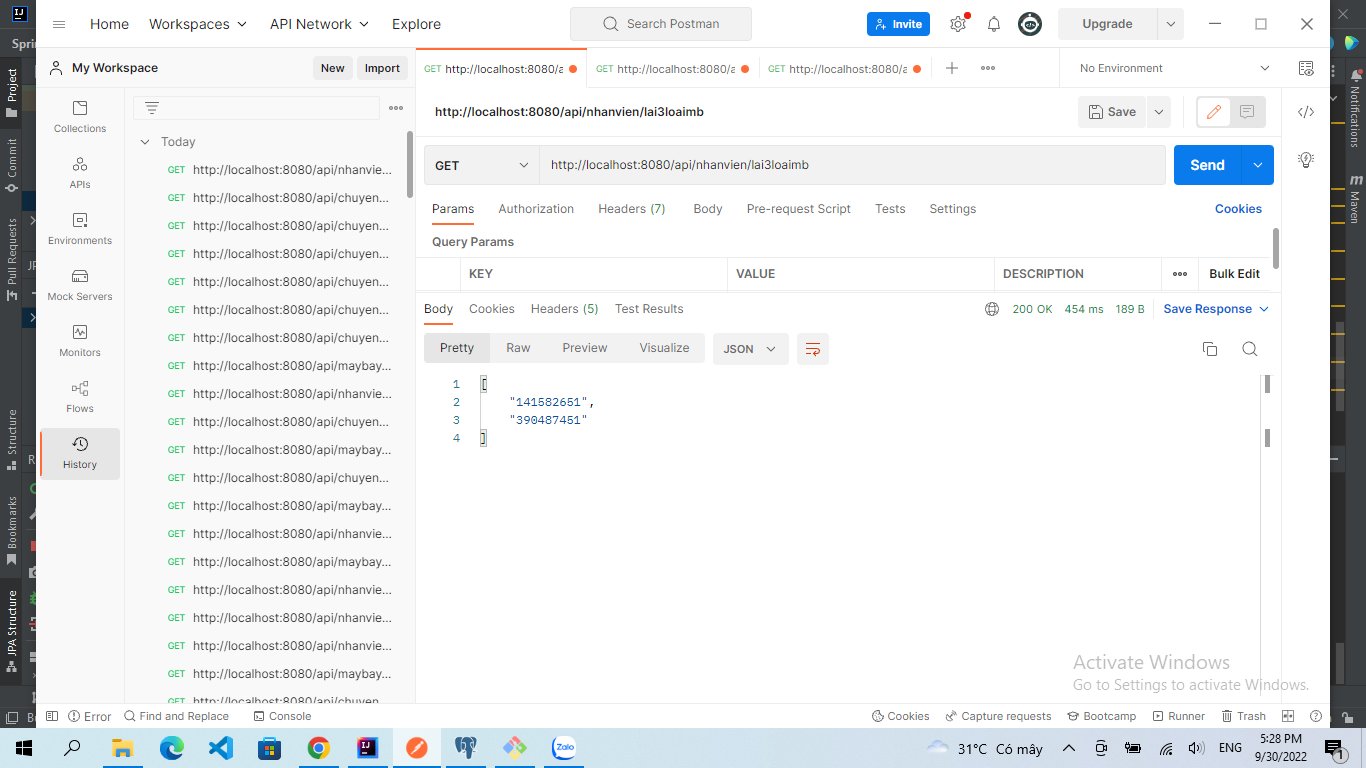 Home Workspaces API Network Explore Search Postman Invite Upgrade
Sprin
My Workspace New Import
GET http://localhost:8080/a GET http://localhost:8080/a GET http://localhost:8080/a No Environment
Project
Commit
Pull Request
Structure
Bookmarks
JPA Structure
Notifications
Maven
Collections
APIs
Environments
Mock Servers
Monitors
Flows
History
Today
GET http://localhost:8080/api/nhanvie...
GET http://localhost:8080/api/chuyen...
GET http://localhost:8080/api/chuyen...
GET http://localhost:8080/api/chuyen...
GET http://localhost:8080/api/chuyen...
GET http://localhost:8080/api/chuyen...
GET http://localhost:8080/api/chuyen...
GET http://localhost:8080/api/maybay...
GET http://localhost:8080/api/nhanvie...
GET http://localhost:8080/api/chuyen...
GET http://localhost:8080/api/maybay...
GET http://localhost:8080/api/chuyen...
GET http://localhost:8080/api/maybay...
GET http://localhost:8080/api/nhanvie...
GET http://localhost:8080/api/maybay...
GET http://localhost:8080/api/nhanvie...
GET http://localhost:8080/api/nhanvie...
GET http://localhost:8080/api/nhanvie...
GET http://localhost:8080/api/maybay...
GET http://localhost:8080/api/chuyen...
http://localhost:8080/api/nhanvien/lai3loaimb Save
GET http://localhost:8080/api/nhanvien/lai3loaimb Send
Params Authorization Headers (7) Body Pre-request Script Tests Settings Cookies
Query Params
KEY VALUE DESCRIPTION Bulk Edit
Body Cookies Headers (5) Test Results 200 OK 454 ms 189 B Save Response
Pretty Raw Preview Visualize JSON
1 [
2 "141582651",
3 "390487451"
4 ]
Activate Windows
Go to Settings to activate Windows.
Error Find and Replace Console Cookies Capture requests Bootcamp Runner Trash
Zalo 31°C Có mây ENG 5:28 PM
9/30/2022
1